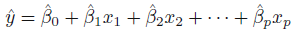 ŷ = β̂₀ + β̂₁x₁ + β̂₂x₂ + ⋯ + β̂ₚxₚ